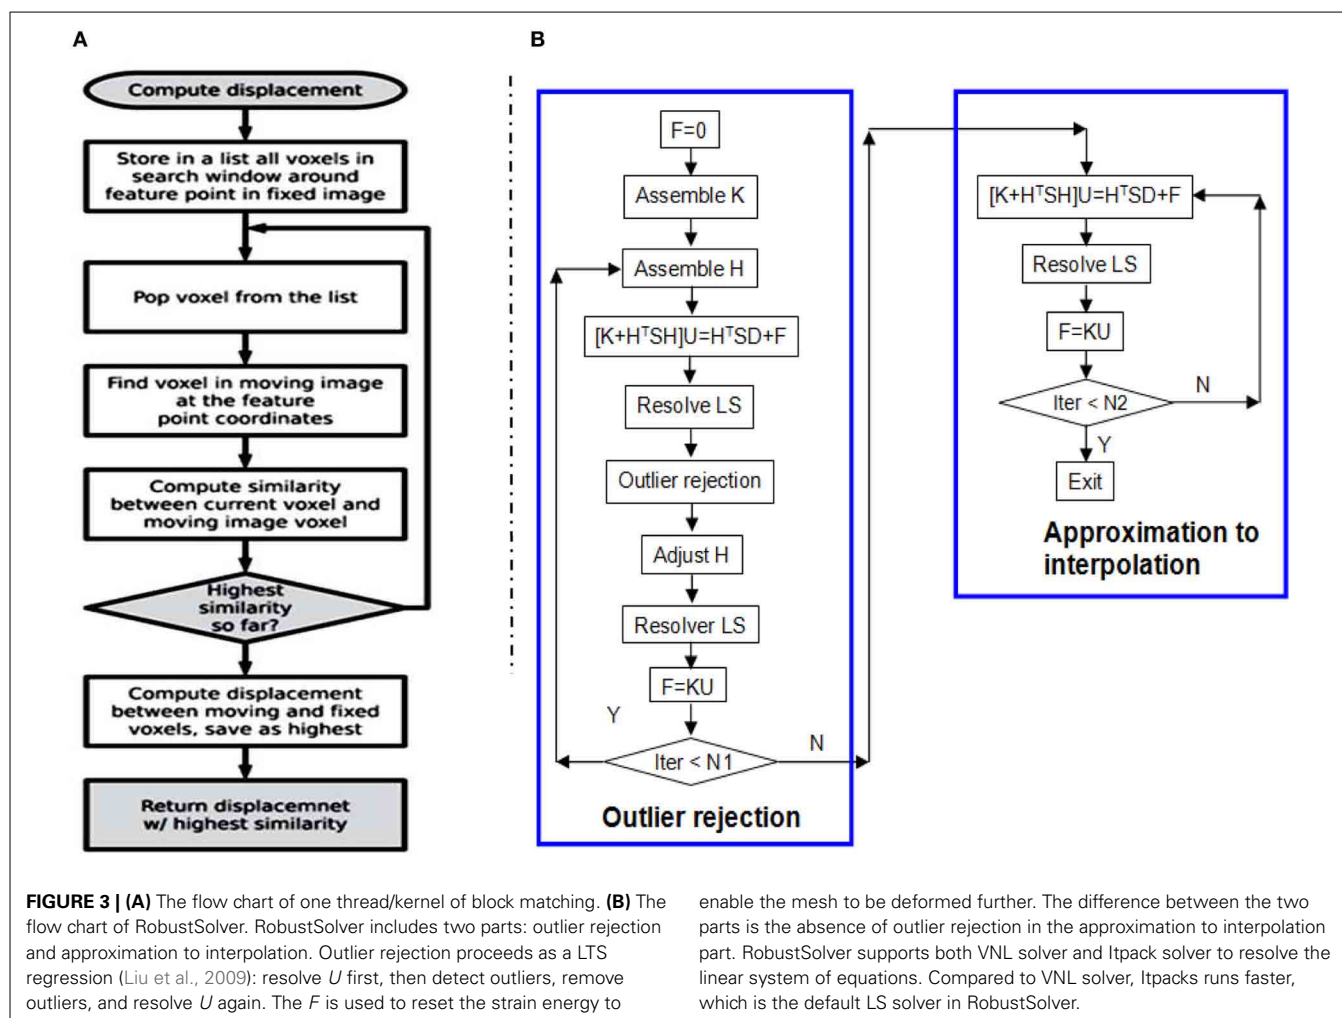 A
Compute displacement
Store in a list all voxels in
search window around
feature point in fixed image
Pop voxel from the list
Find voxel in moving image
at the feature
point coordinates
Compute similarity
between current voxel and
moving image voxel
Highest
similarity
so far?
Compute displacement
between moving and fixed
voxels, save as highest
Return displacemnet
w/ highest similarity
B
F=0
Assemble K
Assemble H
[K+HᵀSH]U=HᵀSD+F
Resolve LS
Outlier rejection
Adjust H
Resolver LS
F=KU
Y
Iter < N1
N
Outlier rejection
[K+HᵀSH]U=HᵀSD+F
Resolve LS
F=KU
Iter < N2
N
Y
Exit
Approximation to
interpolation
FIGURE 3 | (A) The flow chart of one thread/kernel of block matching. (B) The
flow chart of RobustSolver. RobustSolver includes two parts: outlier rejection
and approximation to interpolation. Outlier rejection proceeds as a LTS
regression (Liu et al., 2009): resolve U first, then detect outliers, remove
outliers, and resolve U again. The F is used to reset the strain energy to
enable the mesh to be deformed further. The difference between the two
parts is the absence of outlier rejection in the approximation to interpolation
part. RobustSolver supports both VNL solver and Itpack solver to resolve the
linear system of equations. Compared to VNL solver, Itpacks runs faster,
which is the default LS solver in RobustSolver.